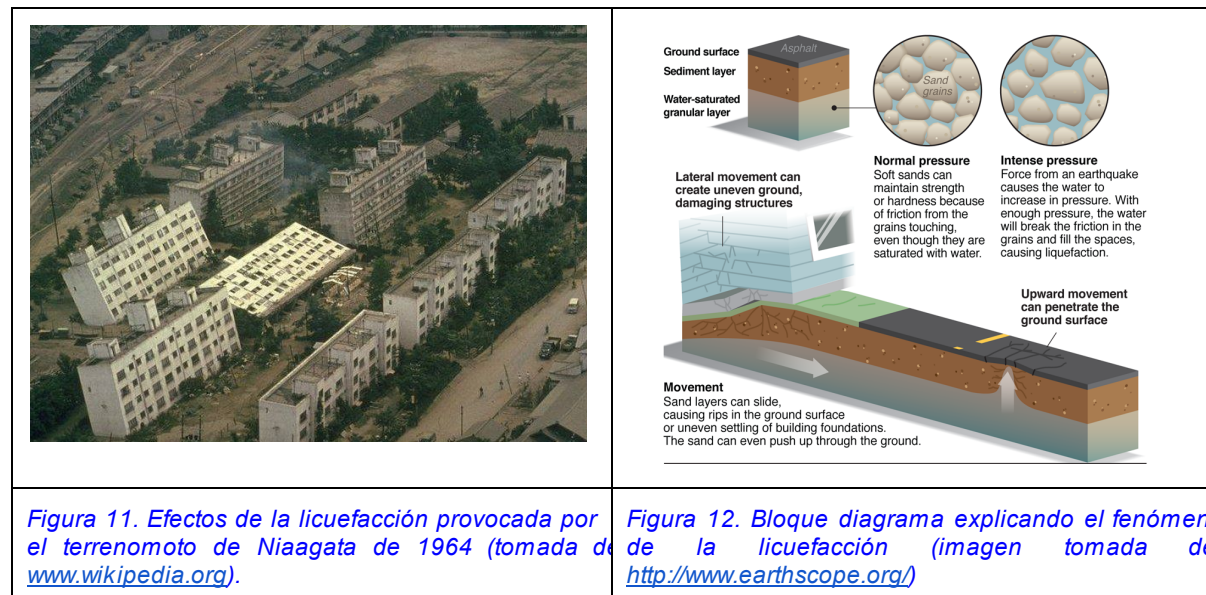 Ground surface
Asphalt
Sediment layer
Water-saturated
granular layer
Sand
grains
Normal pressure
Soft sands can
maintain strength
or hardness because
of friction from the
grains touching,
even though they are
saturated with water.
Intense pressure
Force from an earthquake
causes the water to
increase in pressure. With
enough pressure, the water
will break the friction in the
grains and fill the spaces,
causing liquefaction.
Lateral movement can
create uneven ground,
damaging structures
Upward movement
can penetrate the
ground surface
Movement
Sand layers can slide,
causing rips in the ground surface
or uneven settling of building foundations.
The sand can even push up through the ground.
Figura 11. Efectos de la licuefacción provocada por
el terrenomoto de Niaagata de 1964 (tomada de
www.wikipedia.org).
Figura 12. Bloque diagrama explicando el fenómen
de la licuefacción (imagen tomada de
http://www.earthscope.org/)